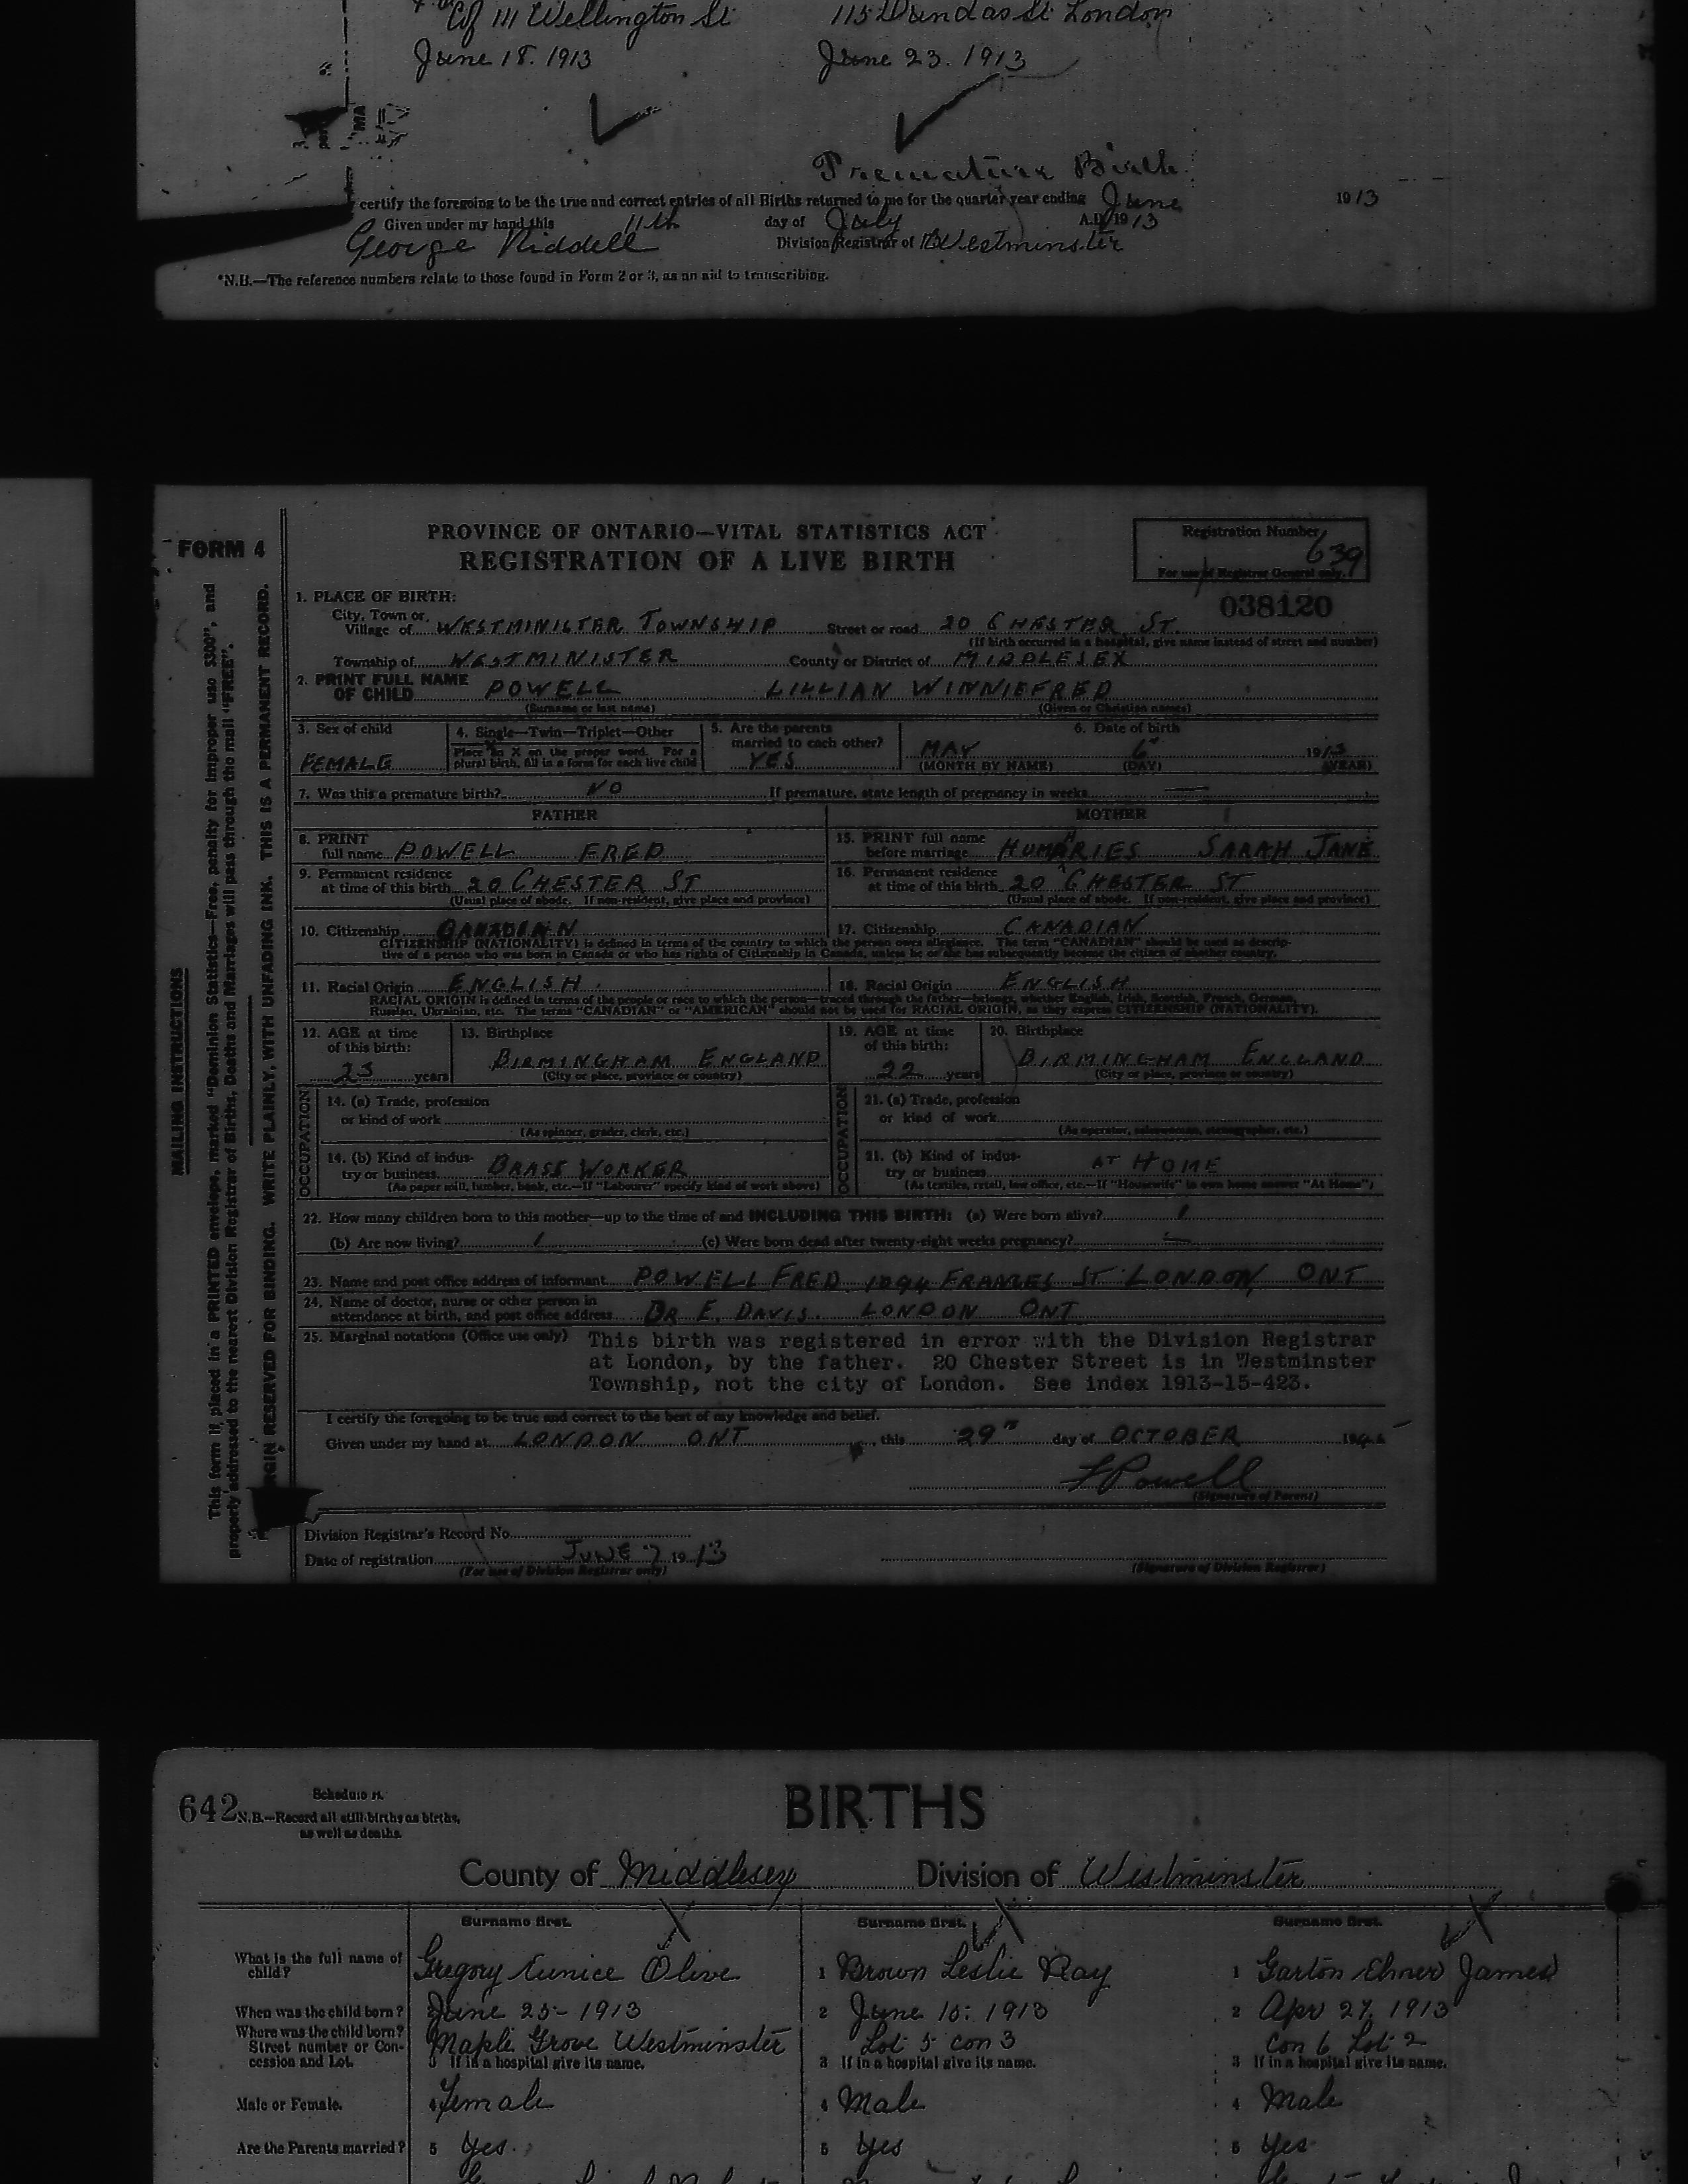 111 Wellington St 115 Dundas St London
June 18. 1913 June 23. 1913
Premature Birth
certify the foregoing to be the true and correct entries of all Births returned to me for the quarter year ending June 1913
Given under my hand this 11th day of July A.D. 1913
George Riddell Division Registrar of Westminster
*N.B.—The reference numbers relate to those found in Form 2 or 3, as an aid to transcribing.
FORM 4
MAILING INSTRUCTIONS
This form if placed in a PRINTED envelope, marked "Dominion Statistics—Free, penalty for improper use $300", and
properly addressed to the nearest Division Registrar of Births, Deaths and Marriages will pass through the mail "FREE".
RGIN RESERVED FOR BINDING. WRITE PLAINLY, WITH UNFADING INK. THIS IS A PERMANENT RECORD.
PROVINCE OF ONTARIO—VITAL STATISTICS ACT
REGISTRATION OF A LIVE BIRTH
Registration Number
639
For use of Registrar General only.
038120
1. PLACE OF BIRTH:
City, Town or Village of WESTMINISTER TOWNSHIP Street or road 20 CHESTER ST.
(If birth occurred in a hospital, give name instead of street and number)
Township of WESTMINISTER County or District of MIDDLESEX
2. PRINT FULL NAME OF CHILD POWELL LILLIAN WINNIEFRED
(Surname or last name) (Given or Christian names)
3. Sex of child 4. Single—Twin—Triplet—Other 5. Are the parents married to each other? 6. Date of birth
FEMALE Place an X on the proper word. For a plural birth, fill in a form for each live child YES MAY 6" 1913
(MONTH BY NAME) (DAY) (YEAR)
7. Was this a premature birth? NO If premature, state length of pregnancy in weeks —
FATHER MOTHER
8. PRINT full name POWELL FRED 15. PRINT full name before marriage HUMPHRIES SARAH JANE
9. Permanent residence at time of this birth 20 CHESTER ST 16. Permanent residence at time of this birth 20 CHESTER ST
(Usual place of abode. If non-resident, give place and province) (Usual place of abode. If non-resident, give place and province)
10. Citizenship CANADIAN 17. Citizenship CANADIAN
CITIZENSHIP (NATIONALITY) is defined in terms of the country to which the person owes allegiance. The term "CANADIAN" should be used as descrip-
tive of a person who was born in Canada or who has rights of Citizenship in Canada, unless he or she has subsequently become the citizen of another country.
11. Racial Origin ENGLISH 18. Racial Origin ENGLISH
RACIAL ORIGIN is defined in terms of the people or race to which the person—traced through the father—belongs, whether English, Irish, Scottish, French, German,
Russian, Ukrainian, etc. The terms "CANADIAN" or "AMERICAN" should not be used for RACIAL ORIGIN, as they express CITIZENSHIP (NATIONALITY).
12. AGE at time of this birth: 13. Birthplace 19. AGE at time of this birth: 20. Birthplace
23 years BIRMINGHAM ENGLAND 22 years BIRMINGHAM ENGLAND
(City or place, province or country) (City or place, province or country)
OCCUPATION 14. (a) Trade, profession or kind of work OCCUPATION 21. (a) Trade, profession or kind of work
(As spinner, grader, clerk, etc.) (As operator, saleswoman, stenographer, etc.)
14. (b) Kind of indus-try or business BRASS WORKER 21. (b) Kind of indus-try or business AT HOME
(As paper mill, lumber, bank, etc.—If "Labourer" specify kind of work above) (As textiles, retail, law office, etc.—If "Housewife" in own home answer "At Home")
22. How many children born to this mother—up to the time of and INCLUDING THIS BIRTH: (a) Were born alive? 1
(b) Are now living? 1 (c) Were born dead after twenty-eight weeks pregnancy? —
23. Name and post office address of informant POWELL FRED 1094 FRANCES ST LONDON, ONT
24. Name of doctor, nurse or other person in attendance at birth, and post office address DR E. DAVIS. LONDON ONT
25. Marginal notations (Office use only) This birth was registered in error with the Division Registrar
at London, by the father. 20 Chester Street is in Westminster
Township, not the city of London. See index 1913-15-423.
I certify the foregoing to be true and correct to the best of my knowledge and belief.
Given under my hand at LONDON ONT, this 29" day of OCTOBER
F Powell
(Signature of Parent)
Division Registrar's Record No.
Date of registration JUNE 7 1913
(For use of Division Registrar only) (Signature of Division Registrar)
642 Schedule A.
N.B.—Record all still-births as births, as well as deaths.
BIRTHS
County of Middlesex Division of Westminster
Surname first. Surname first. Surname first.
What is the full name of child? Gregory Eunice Olive 1 Brown Leslie Ray 1 Garton Elmer James
When was the child born? 2 June 25-1913 2 June 15: 1913 2 Apr 27. 1913
Where was the child born? Street number or Con-cession and Lot. Maple Grove Westminster Lot 5 con 3 Con 6 Lot 2
3 If in a hospital give its name. 3 If in a hospital give its name. 3 If in a hospital give its name.
Male or Female. 4 Female 4 Male 4 Male
Are the Parents married? 5 Yes. 5 Yes 5 Yes